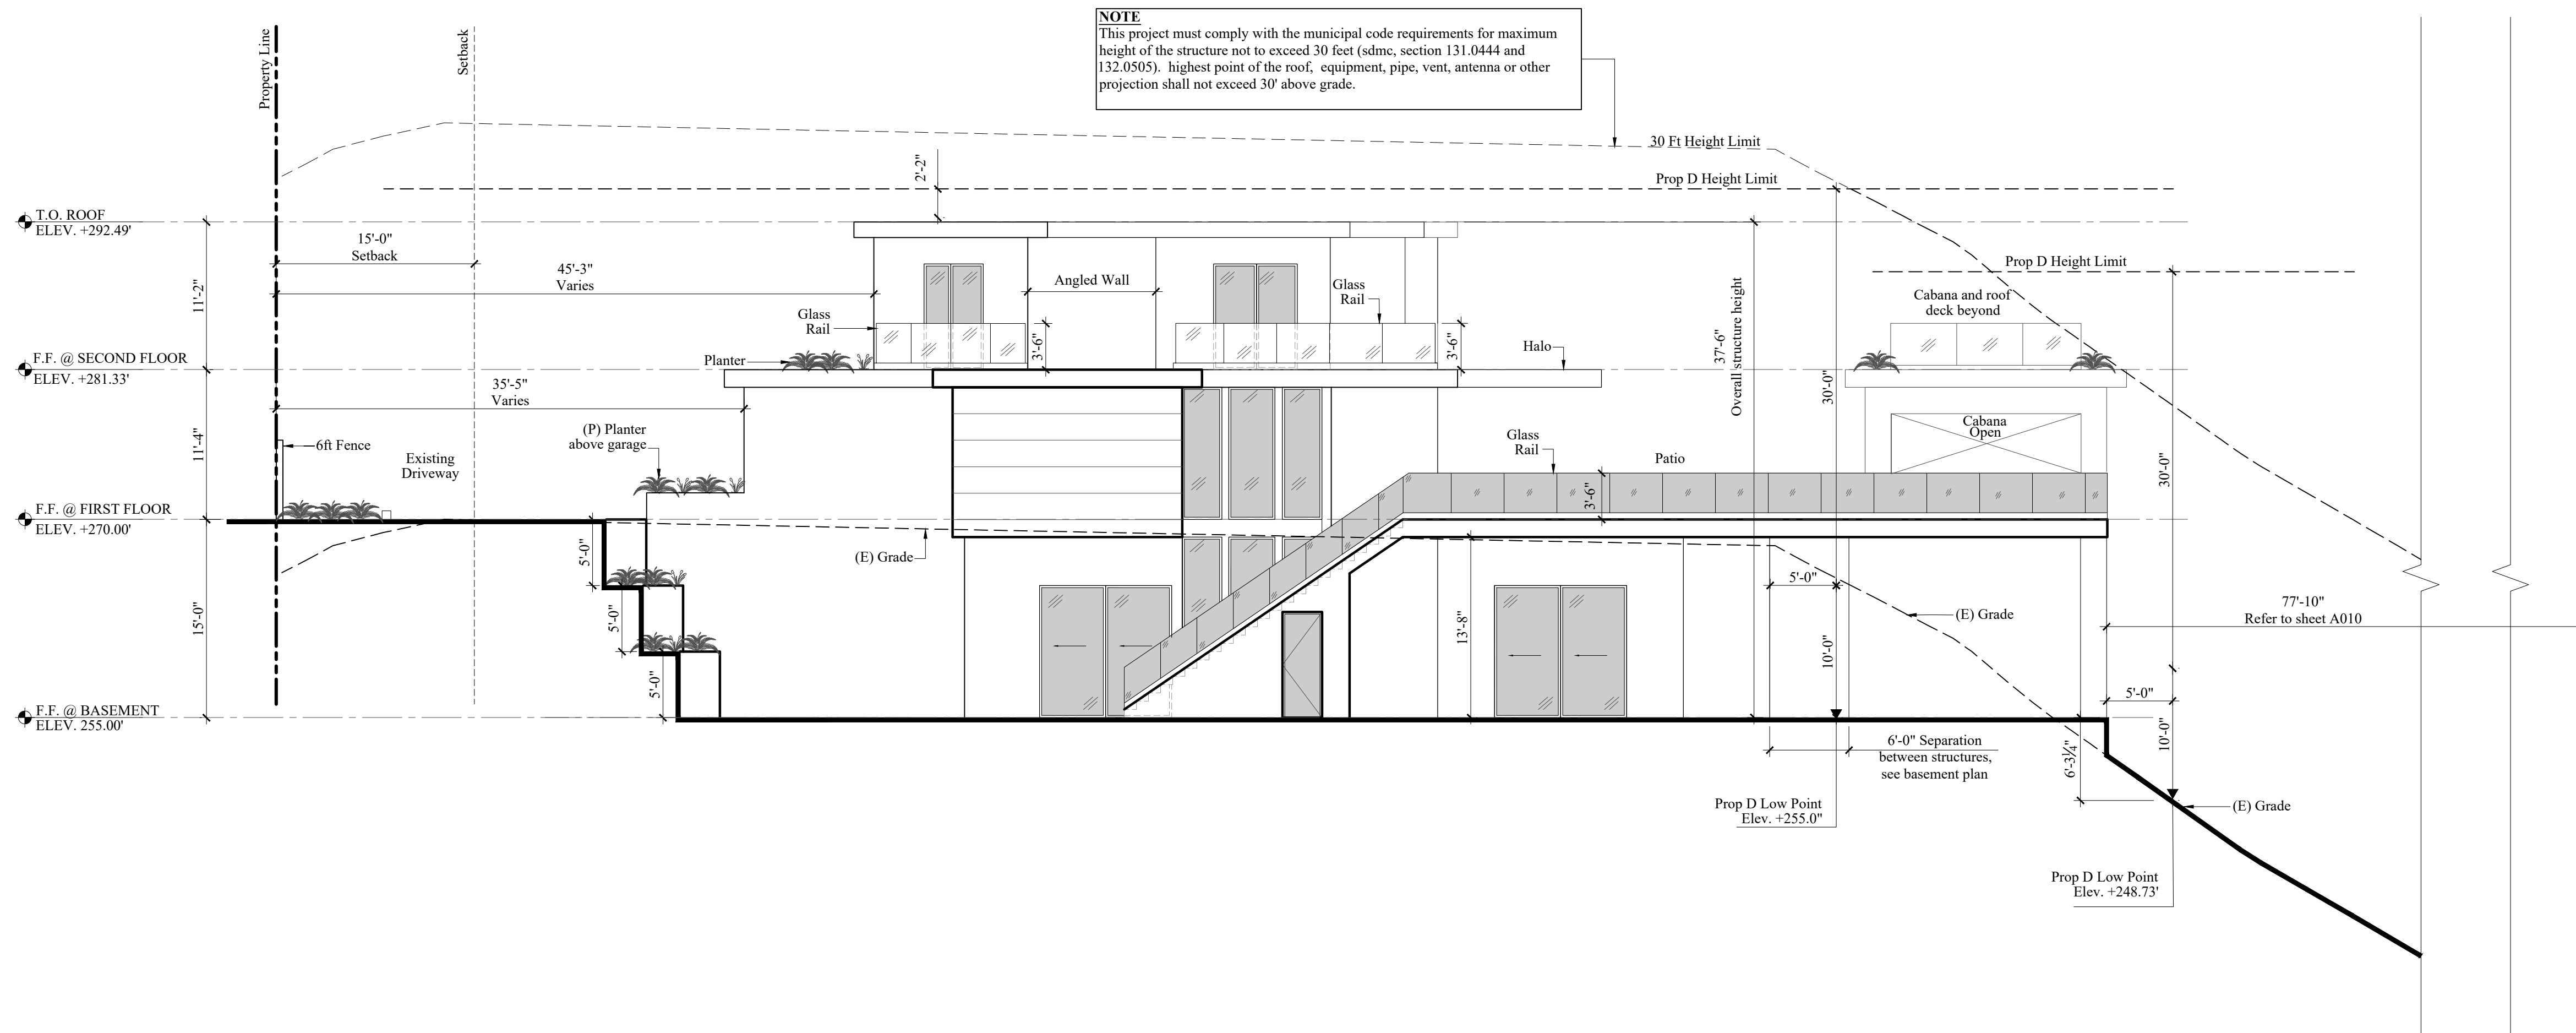 NOTE
This project must comply with the municipal code requirements for maximum
height of the structure not to exceed 30 feet (sdmc, section 131.0444 and
132.0505).  highest point of the roof,  equipment, pipe, vent, antenna or other
projection shall not exceed 30' above grade.
Property Line
Setback
30 Ft Height Limit
2'-2"
Prop D Height Limit
T.O. ROOF
ELEV. +292.49'
15'-0"
Setback
45'-3"
Varies
Angled Wall
Glass
Rail
Prop D Height Limit
11'-2"
Glass
Rail
Cabana and roof
deck beyond
Planter
3'-6"
3'-6"
Halo
37'-6"
Overall structure height
30'-0"
F.F. @ SECOND FLOOR
ELEV. +281.33'
35'-5"
Varies
11'-4"
6ft Fence
Existing
Driveway
(P) Planter
above garage
Glass
Rail
Patio
Cabana
Open
30'-0"
3'-6"
F.F. @ FIRST FLOOR
ELEV. +270.00'
5'-0"
(E) Grade
5'-0"
15'-0"
5'-0"
13'-8"
10'-0"
(E) Grade
77'-10"
Refer to sheet A010
5'-0"
5'-0"
F.F. @ BASEMENT
ELEV. 255.00'
10'-0"
6'-0" Separation
between structures,
see basement plan
6'-3 1/4"
Prop D Low Point
Elev. +255.0"
(E) Grade
Prop D Low Point
Elev. +248.73'